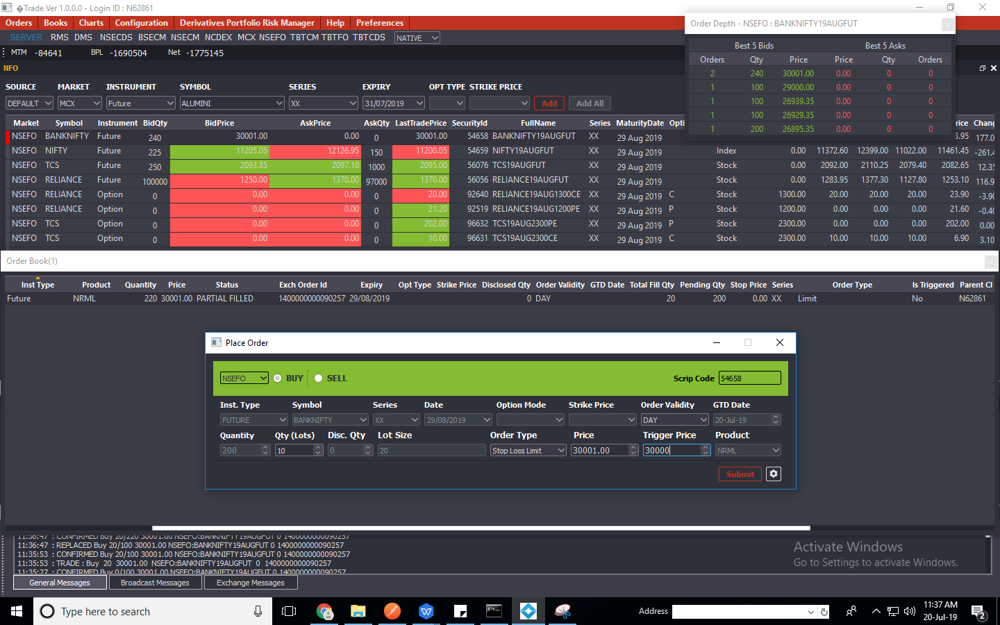 �Trade Ver 1.0.0.0 - Login ID : N62861
Orders Books Charts Configuration Derivatives Portfolio Risk Manager Help Preferences
SERVER RMS DMS NSECDS BSECM NSECM NCDEX MCX NSEFO TBTCM TBTFO TBTCDS NATIVE
MTM -84641 BPL -1690504 Net -1775145
NFO
Order Depth - NSEFO : BANKNIFTY19AUGFUT
Best 5 Bids Best 5 Asks
Orders Qty Price Price Qty Orders
2 240 30001.00 0.00 0 0
1 100 29000.00 0.00 0 0
1 100 26939.35 0.00 0 0
1 100 26929.35 0.00 0 0
1 200 26895.35 0.00 0 0
SOURCE MARKET INSTRUMENT SYMBOL SERIES EXPIRY OPT TYPE STRIKE PRICE
DEFAULT MCX Future ALUMINI XX 31/07/2019 Add Add All
Market Symbol Instrument BidQty BidPrice AskPrice AskQty LastTradePrice SecurityId FullName Series MaturityDate Opti rice Chang
NSEFO BANKNIFTY Future 240 30001.00 0.00 0 30001.00 54658 BANKNIFTY19AUGFUT XX 29 Aug 2019 3.95 177.0
NSEFO NIFTY Future 225 11205.05 12126.95 150 11200.05 54659 NIFTY19AUGFUT XX 29 Aug 2019 Index 0.00 11372.60 12399.00 11022.00 11461.45 -261.4
NSEFO TCS Future 250 2093.85 2097.10 1000 2095.00 56076 TCS19AUGFUT XX 29 Aug 2019 Stock 0.00 2092.00 2110.25 2079.40 2082.65 12.35
NSEFO RELIANCE Future 100000 1250.00 1370.00 97000 1370.00 56056 RELIANCE19AUGFUT XX 29 Aug 2019 Stock 0.00 1283.95 1377.30 1127.80 1253.10 116.9
NSEFO RELIANCE Option 0 0.00 0.00 0 20.00 92640 RELIANCE19AUG1300CE XX 29 Aug 2019 C Stock 1300.00 20.00 20.00 20.00 23.90 -3.90
NSEFO RELIANCE Option 0 0.00 0.00 0 21.20 92519 RELIANCE19AUG1200PE XX 29 Aug 2019 P Stock 1200.00 0.00 0.00 0.00 21.60 -0.40
NSEFO TCS Option 0 0.00 0.00 0 202.00 96632 TCS19AUG2300PE XX 29 Aug 2019 P Stock 2300.00 0.00 0.00 0.00 202.00 0.00
NSEFO TCS Option 0 0.00 0.00 0 10.00 96631 TCS19AUG2300CE XX 29 Aug 2019 C Stock 2300.00 10.00 10.00 10.00 6.90 3.10
Order Book(1)
Inst Type Product Quantity Price Status Exch Order Id Expiry Opt Type Strike Price Disclosed Qty Order Validity GTD Date Total Fill Qty Pending Qty Stop Price Series Order Type Is Triggered Parent Cl
Future NRML 220 30001.00 PARTIAL FILLED 1400000000090257 29/08/2019 0 DAY 20 200 0.00 XX Limit No N62861
Place Order
NSEFO BUY SELL Scrip Code 54658
Inst. Type Symbol Series Date Option Mode Strike Price Order Validity GTD Date
FUTURE BANKNIFTY XX 29/08/2019 DAY 20-Jul-19
Quantity Qty (Lots) Disc. Qty Lot Size Order Type Price Trigger Price Product
200 10 0 20 Stop Loss Limit 30001.00 30000 NRML
Submit
11:36:47 : CONFIRMED Buy 20/220 30001.00 NSEFO:BANKNIFTY19AUGFUT 0 1400000000090257
11:36:47 : REPLACED Buy 20/100 30001.00 NSEFO:BANKNIFTY19AUGFUT 0 1400000000090257
11:35:53 : CONFIRMED Buy 20/100 30001.00 NSEFO:BANKNIFTY19AUGFUT 0 1400000000090257
11:35:53 : TRADE : Buy 20 30001.00 NSEFO:BANKNIFTY19AUGFUT 0 1400000000090257
11:35:27 : CONFIRMED Buy 0/100 30001.00 NSEFO:BANKNIFTY19AUGFUT 0 1400000000090257
Activate Windows
Go to Settings to activate Windows.
General Messages Broadcast Messages Exchange Messages
Type here to search
Address
11:37 AM
20-Jul-19
2